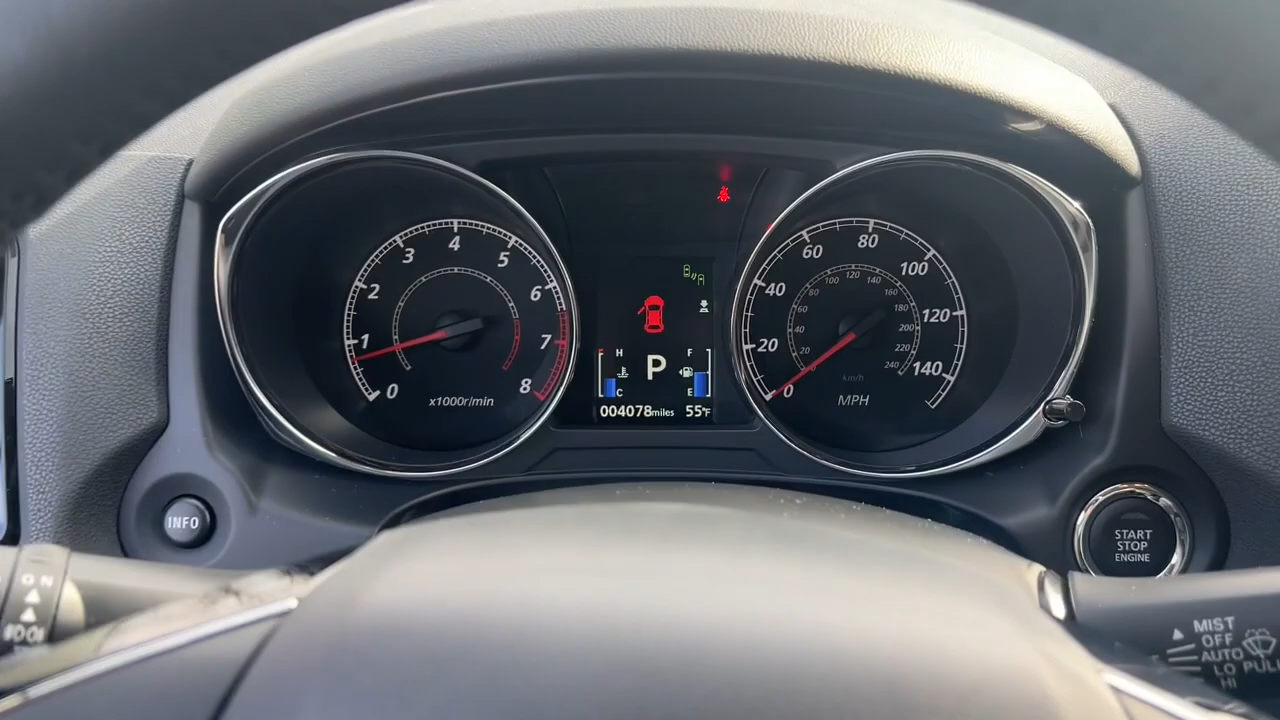 0
1
2
3
4
5
6
7
8
x1000r/min
H
C
P
F
E
004078miles
55°F
0
20
40
60
80
100
120
140
20
40
60
80
100
120
140
160
180
200
220
240
km/h
MPH
INFO
START
STOP
ENGINE
ON
MIST
OFF
AUTO
LO
HI
PULL